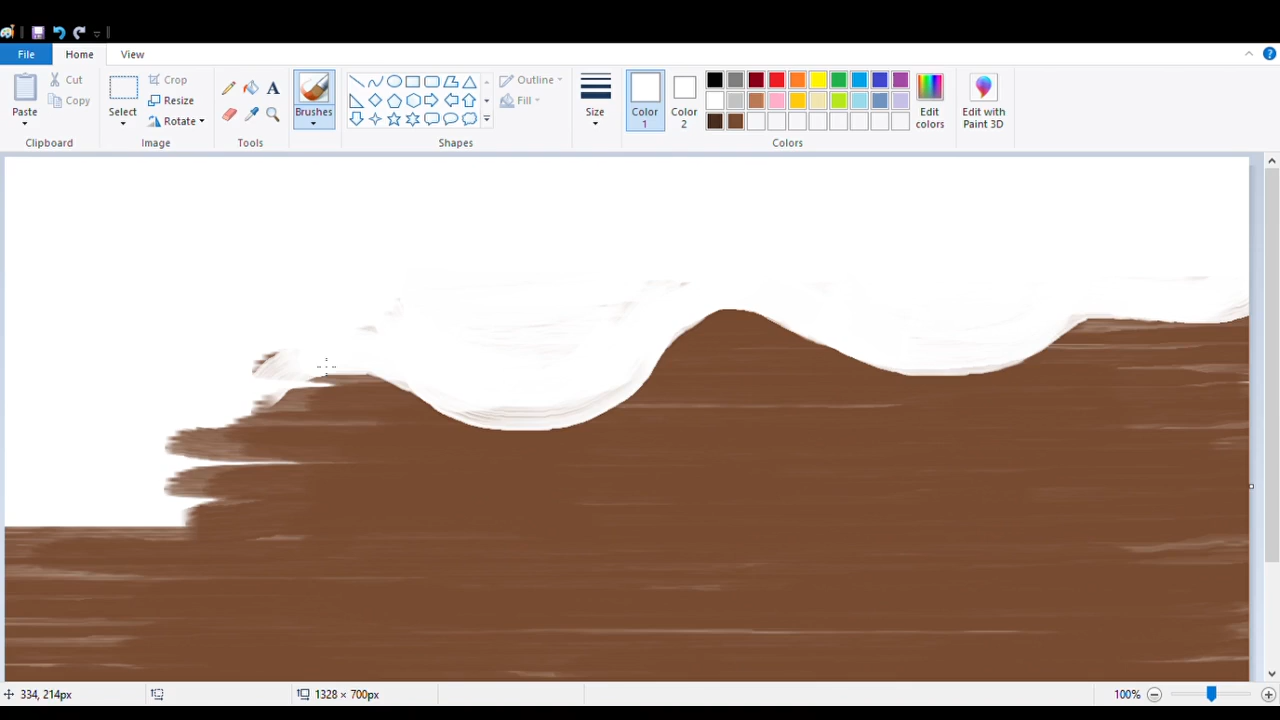 File Home View
Paste Cut Copy
Clipboard
Select Crop Resize Rotate
Image
A
Tools
Brushes
Outline Fill
Shapes
Size
Color 1
Color 2
Edit colors
Edit with Paint 3D
Colors
334, 214px
1328 × 700px
100%